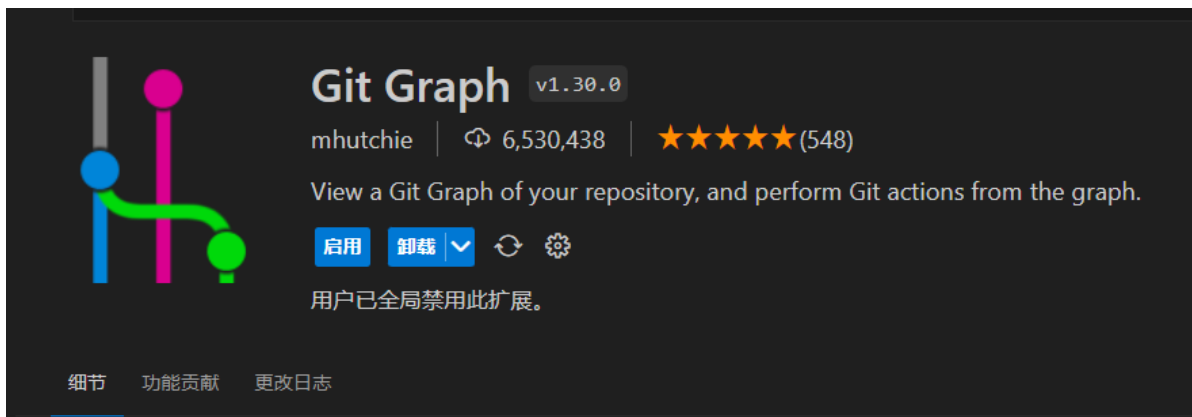 Git Graph v1.30.0
mhutchie 6,530,438 ★★★★★(548)
View a Git Graph of your repository, and perform Git actions from the graph.
启用 卸载
用户已全局禁用此扩展。
细节 功能贡献 更改日志